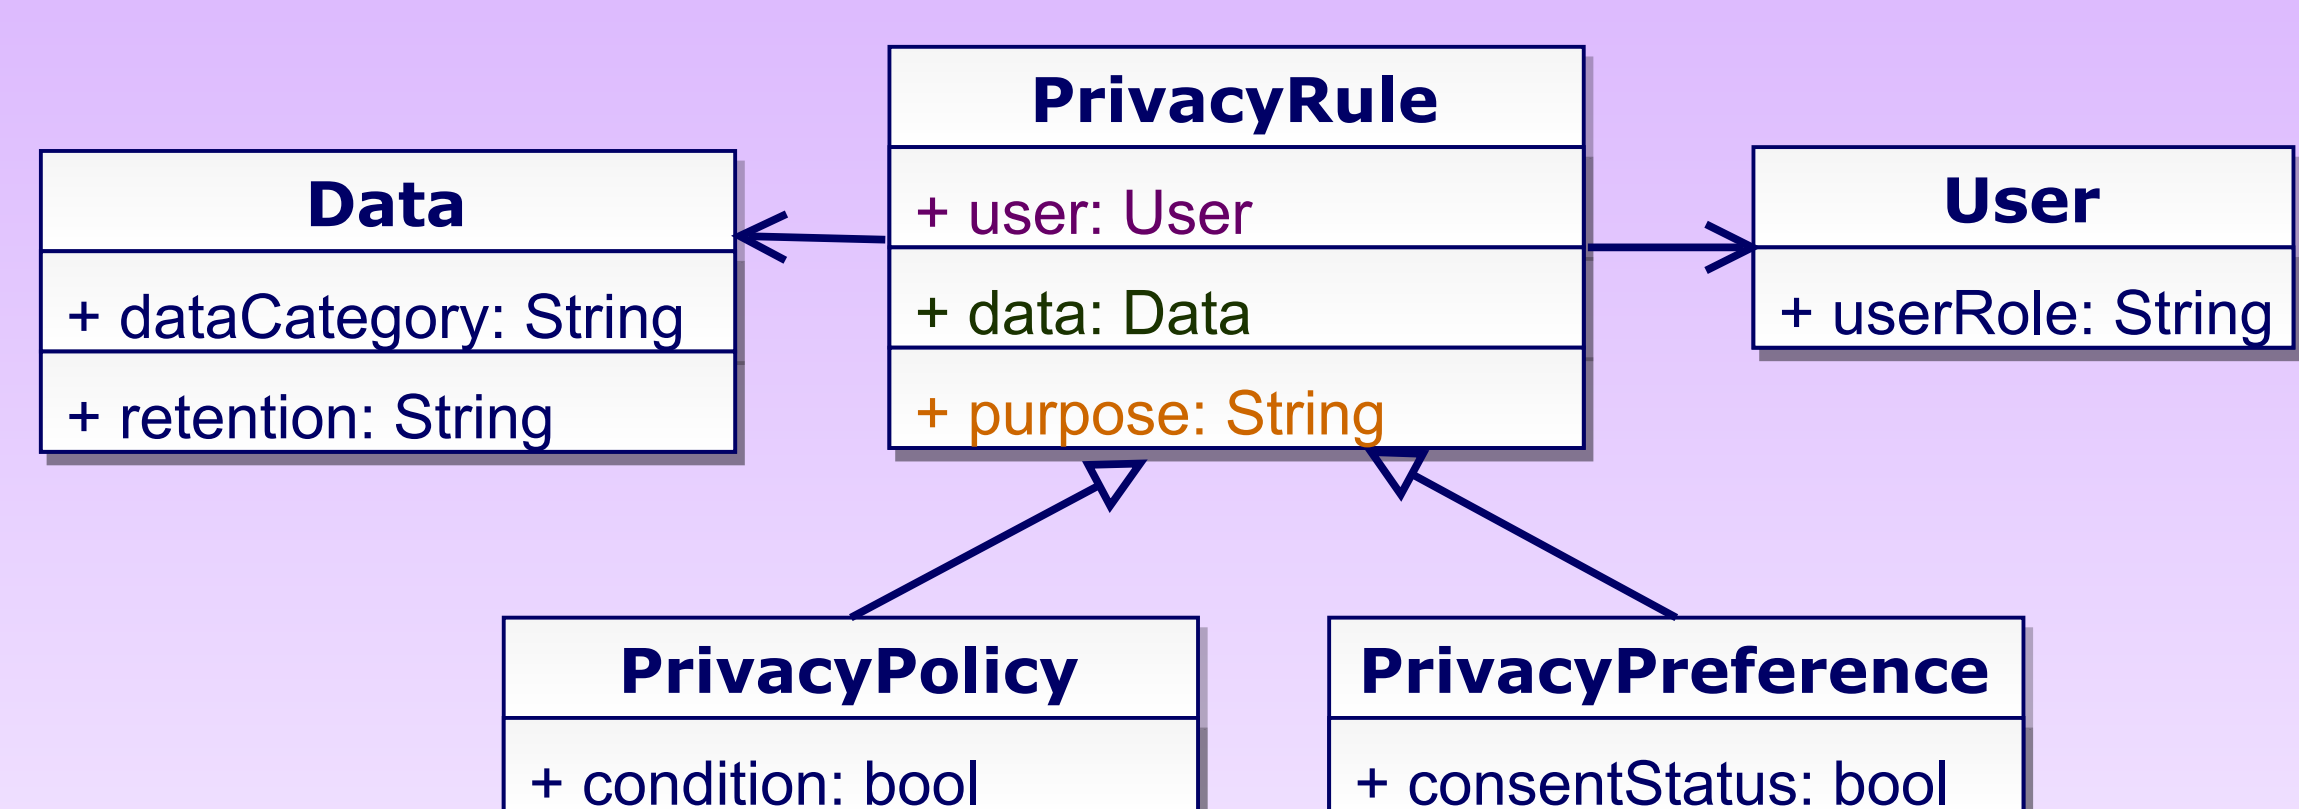 PrivacyRule
+ user: User
+ data: Data
+ purpose: String
Data
+ dataCategory: String
+ retention: String
User
+ userRole: String
PrivacyPolicy
+ condition: bool
PrivacyPreference
+ consentStatus: bool